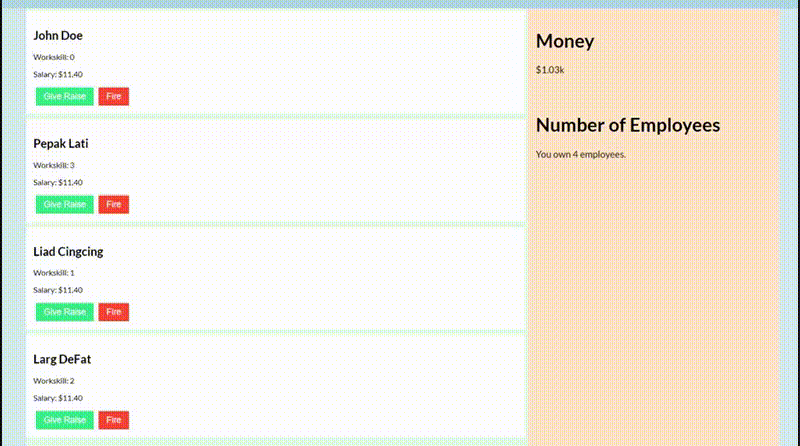 John Doe
Workskill: 0
Salary: $11.40
Give Raise Fire
Pepak Lati
Workskill: 3
Salary: $11.40
Give Raise Fire
Liad Cingcing
Workskill: 1
Salary: $11.40
Give Raise Fire
Larg DeFat
Workskill: 2
Salary: $11.40
Give Raise Fire
Money
$1.03k
Number of Employees
You own 4 employees.